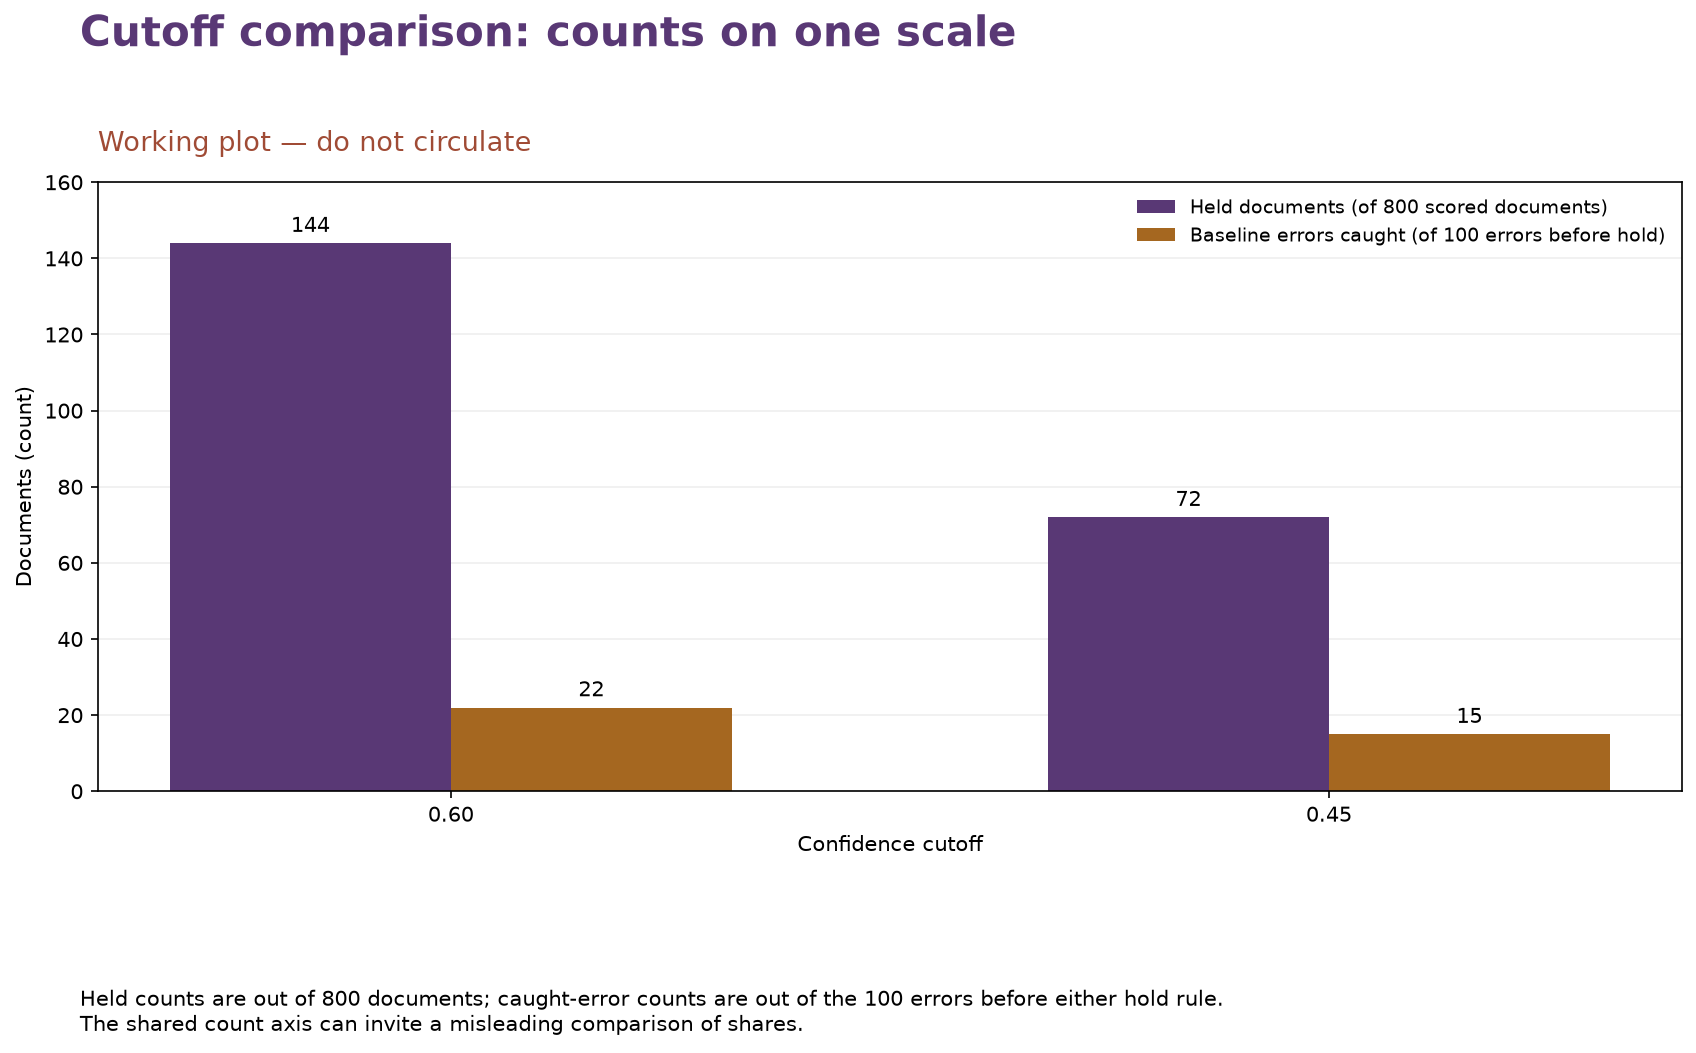 Cutoff comparison: counts on one scale
Working plot — do not circulate
160
140
120
100
80
60
40
20
0
Documents (count)
144
22
72
15
Held documents (of 800 scored documents)
Baseline errors caught (of 100 errors before hold)
0.60
0.45
Confidence cutoff
Held counts are out of 800 documents; caught-error counts are out of the 100 errors before either hold rule.
The shared count axis can invite a misleading comparison of shares.